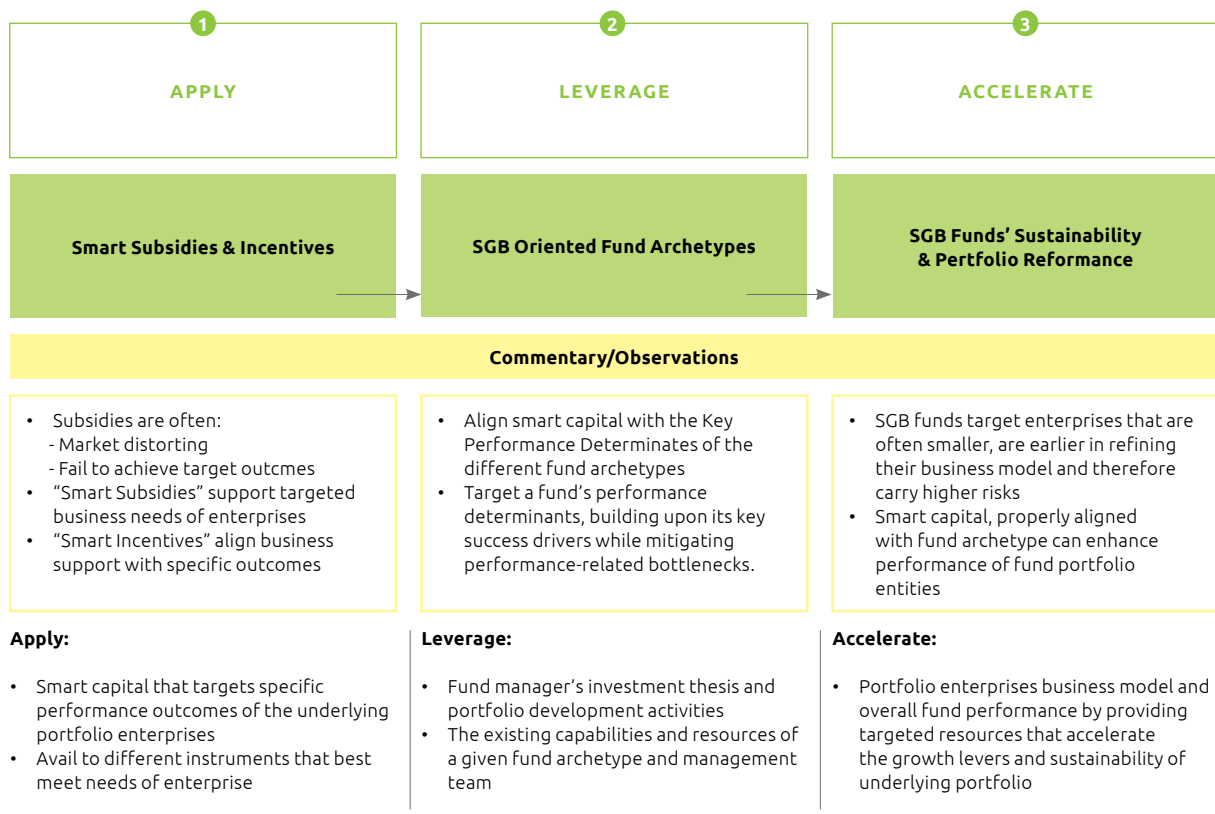 1
APPLY
2
LEVERAGE
3
ACCELERATE
Smart Subsidies & Incentives
SGB Oriented Fund Archetypes
SGB Funds’ Sustainability
& Pertfolio Reformance
Commentary/Observations
• Subsidies are often:
- Market distorting
- Fail to achieve target outcmes
• “Smart Subsidies” support targeted
business needs of enterprises
• “Smart Incentives” align business
support with specific outcomes
• Align smart capital with the Key
Performance Determinates of the
different fund archetypes
• Target a fund’s performance
determinants, building upon its key
success drivers while mitigating
performance-related bottlenecks.
• SGB funds target enterprises that are
often smaller, are earlier in refining
their business model and therefore
carry higher risks
• Smart capital, properly aligned
with fund archetype can enhance
performance of fund portfolio
entities
Apply:
• Smart capital that targets specific
performance outcomes of the underlying
portfolio enterprises
• Avail to different instruments that best
meet needs of enterprise
Leverage:
• Fund manager’s investment thesis and
portfolio development activities
• The existing capabilities and resources of
a given fund archetype and management
team
Accelerate:
• Portfolio enterprises business model and
overall fund performance by providing
targeted resources that accelerate
the growth levers and sustainability of
underlying portfolio